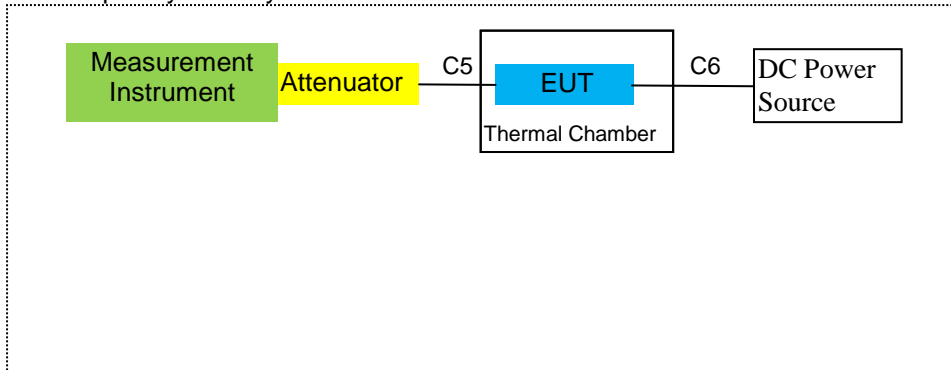 Measurement
Instrument
Attenuator
C5
EUT
Thermal Chamber
C6
DC Power
Source